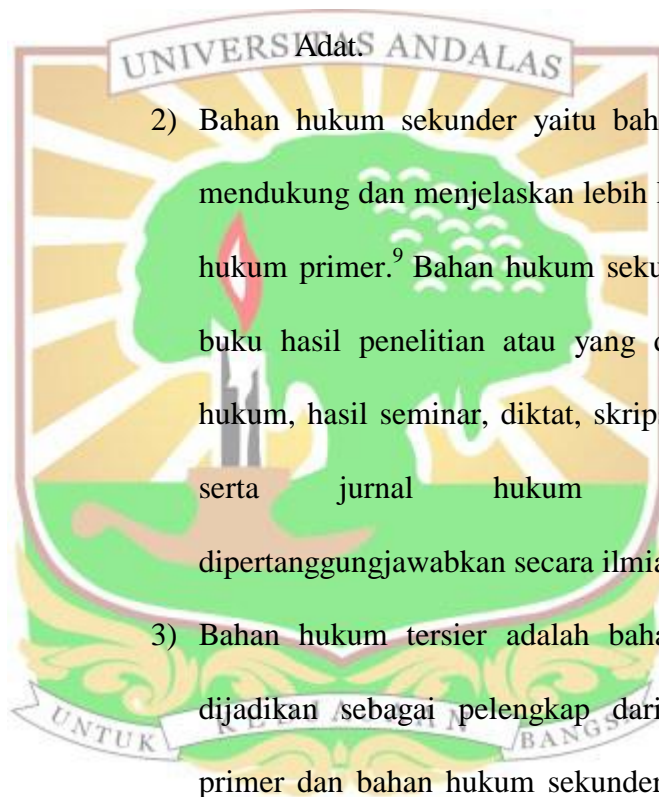 UNIVERSITAS ANDALAS
Adat.
2) Bahan hukum sekunder yaitu bah
mendukung dan menjelaskan lebih
hukum primer.9 Bahan hukum seku
buku hasil penelitian atau yang
hukum, hasil seminar, diktat, skrip
serta jurnal hukum
dipertanggungjawabkan secara ilmia
3) Bahan hukum tersier adalah baha
dijadikan sebagai pelengkap dari
UNTUK KEDJAJAAN BANGSA
primer dan bahan hukum sekunder